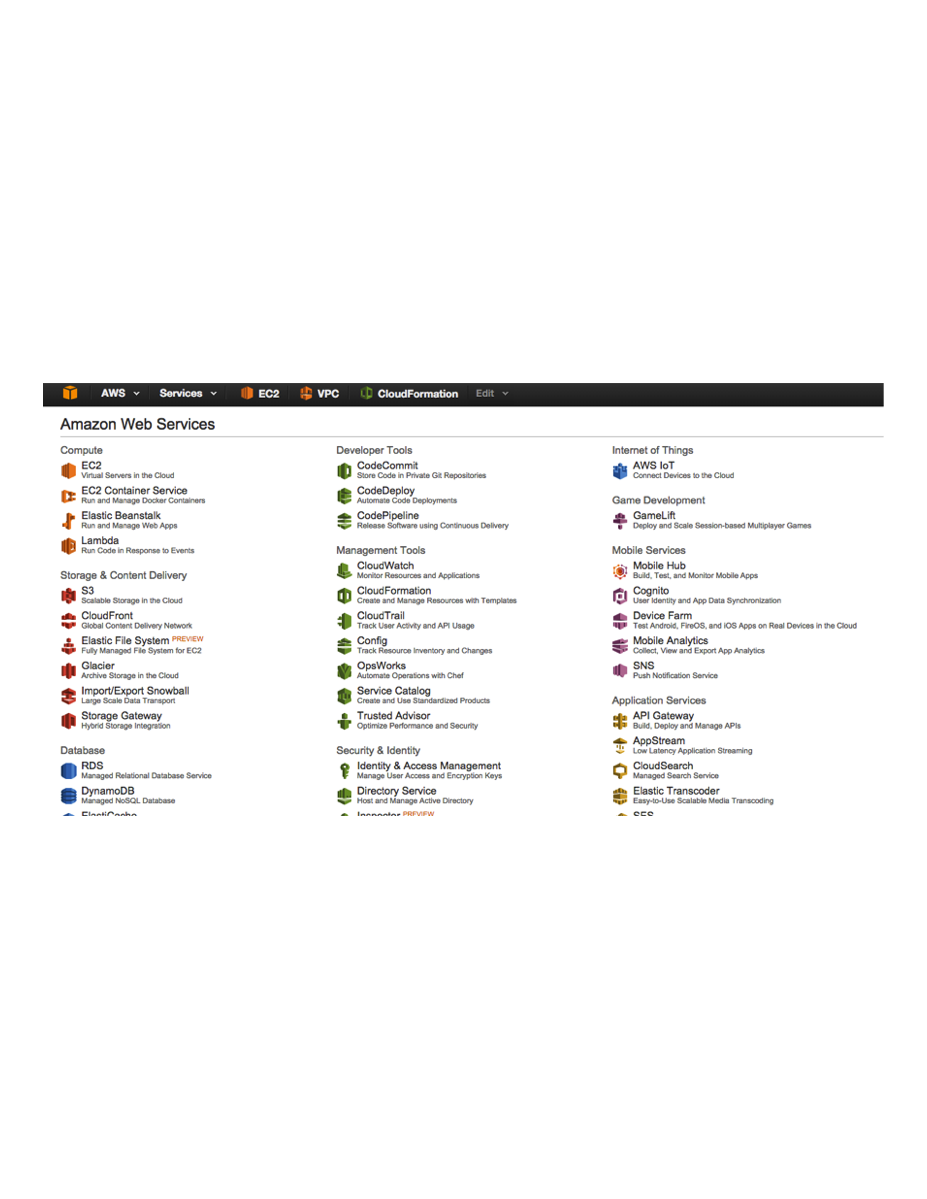 AWS Services EC2 VPC CloudFormation Edit
Amazon Web Services
Compute
EC2
Virtual Servers in the Cloud
EC2 Container Service
Run and Manage Docker Containers
Elastic Beanstalk
Run and Manage Web Apps
Lambda
Run Code in Response to Events
Storage & Content Delivery
S3
Scalable Storage in the Cloud
CloudFront
Global Content Delivery Network
Elastic File System PREVIEW
Fully Managed File System for EC2
Glacier
Archive Storage in the Cloud
Import/Export Snowball
Large Scale Data Transport
Storage Gateway
Hybrid Storage Integration
Database
RDS
Managed Relational Database Service
DynamoDB
Managed NoSQL Database
ElastiCache
Developer Tools
CodeCommit
Store Code in Private Git Repositories
CodeDeploy
Automate Code Deployments
CodePipeline
Release Software using Continuous Delivery
Management Tools
CloudWatch
Monitor Resources and Applications
CloudFormation
Create and Manage Resources with Templates
CloudTrail
Track User Activity and API Usage
Config
Track Resource Inventory and Changes
OpsWorks
Automate Operations with Chef
Service Catalog
Create and Use Standardized Products
Trusted Advisor
Optimize Performance and Security
Security & Identity
Identity & Access Management
Manage User Access and Encryption Keys
Directory Service
Host and Manage Active Directory
Inspector PREVIEW
Internet of Things
AWS IoT
Connect Devices to the Cloud
Game Development
GameLift
Deploy and Scale Session-based Multiplayer Games
Mobile Services
Mobile Hub
Build, Test, and Monitor Mobile Apps
Cognito
User Identity and App Data Synchronization
Device Farm
Test Android, FireOS, and iOS Apps on Real Devices in the Cloud
Mobile Analytics
Collect, View and Export App Analytics
SNS
Push Notification Service
Application Services
API Gateway
Build, Deploy and Manage APIs
AppStream
Low Latency Application Streaming
CloudSearch
Managed Search Service
Elastic Transcoder
Easy-to-Use Scalable Media Transcoding
SES